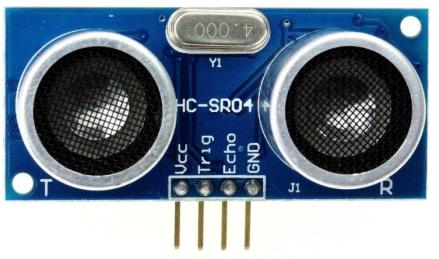 4.000
Y1
HC-SR04
Vcc
Trig
Echo
GND
T
J1
R